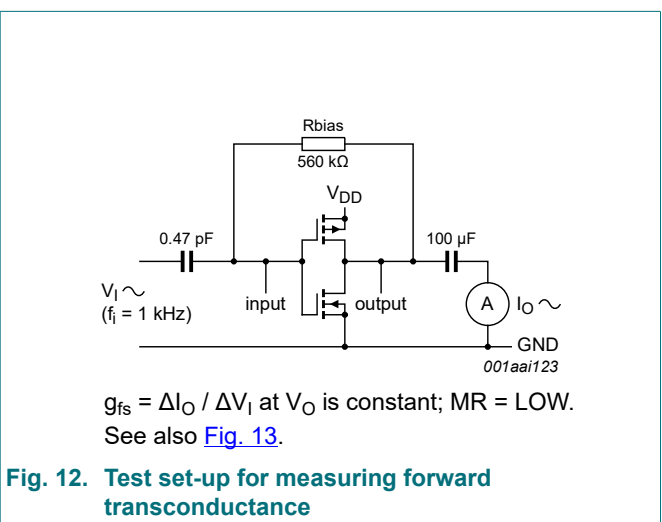 Rbias
560 kΩ
VDD
0.47 pF
100 µF
VI
(fi = 1 kHz)
input
output
A
IO
GND
001aai123
gfs = ΔIO / ΔVI at VO is constant; MR = LOW.
See also Fig. 13.
Fig. 12. Test set-up for measuring forward
transconductance